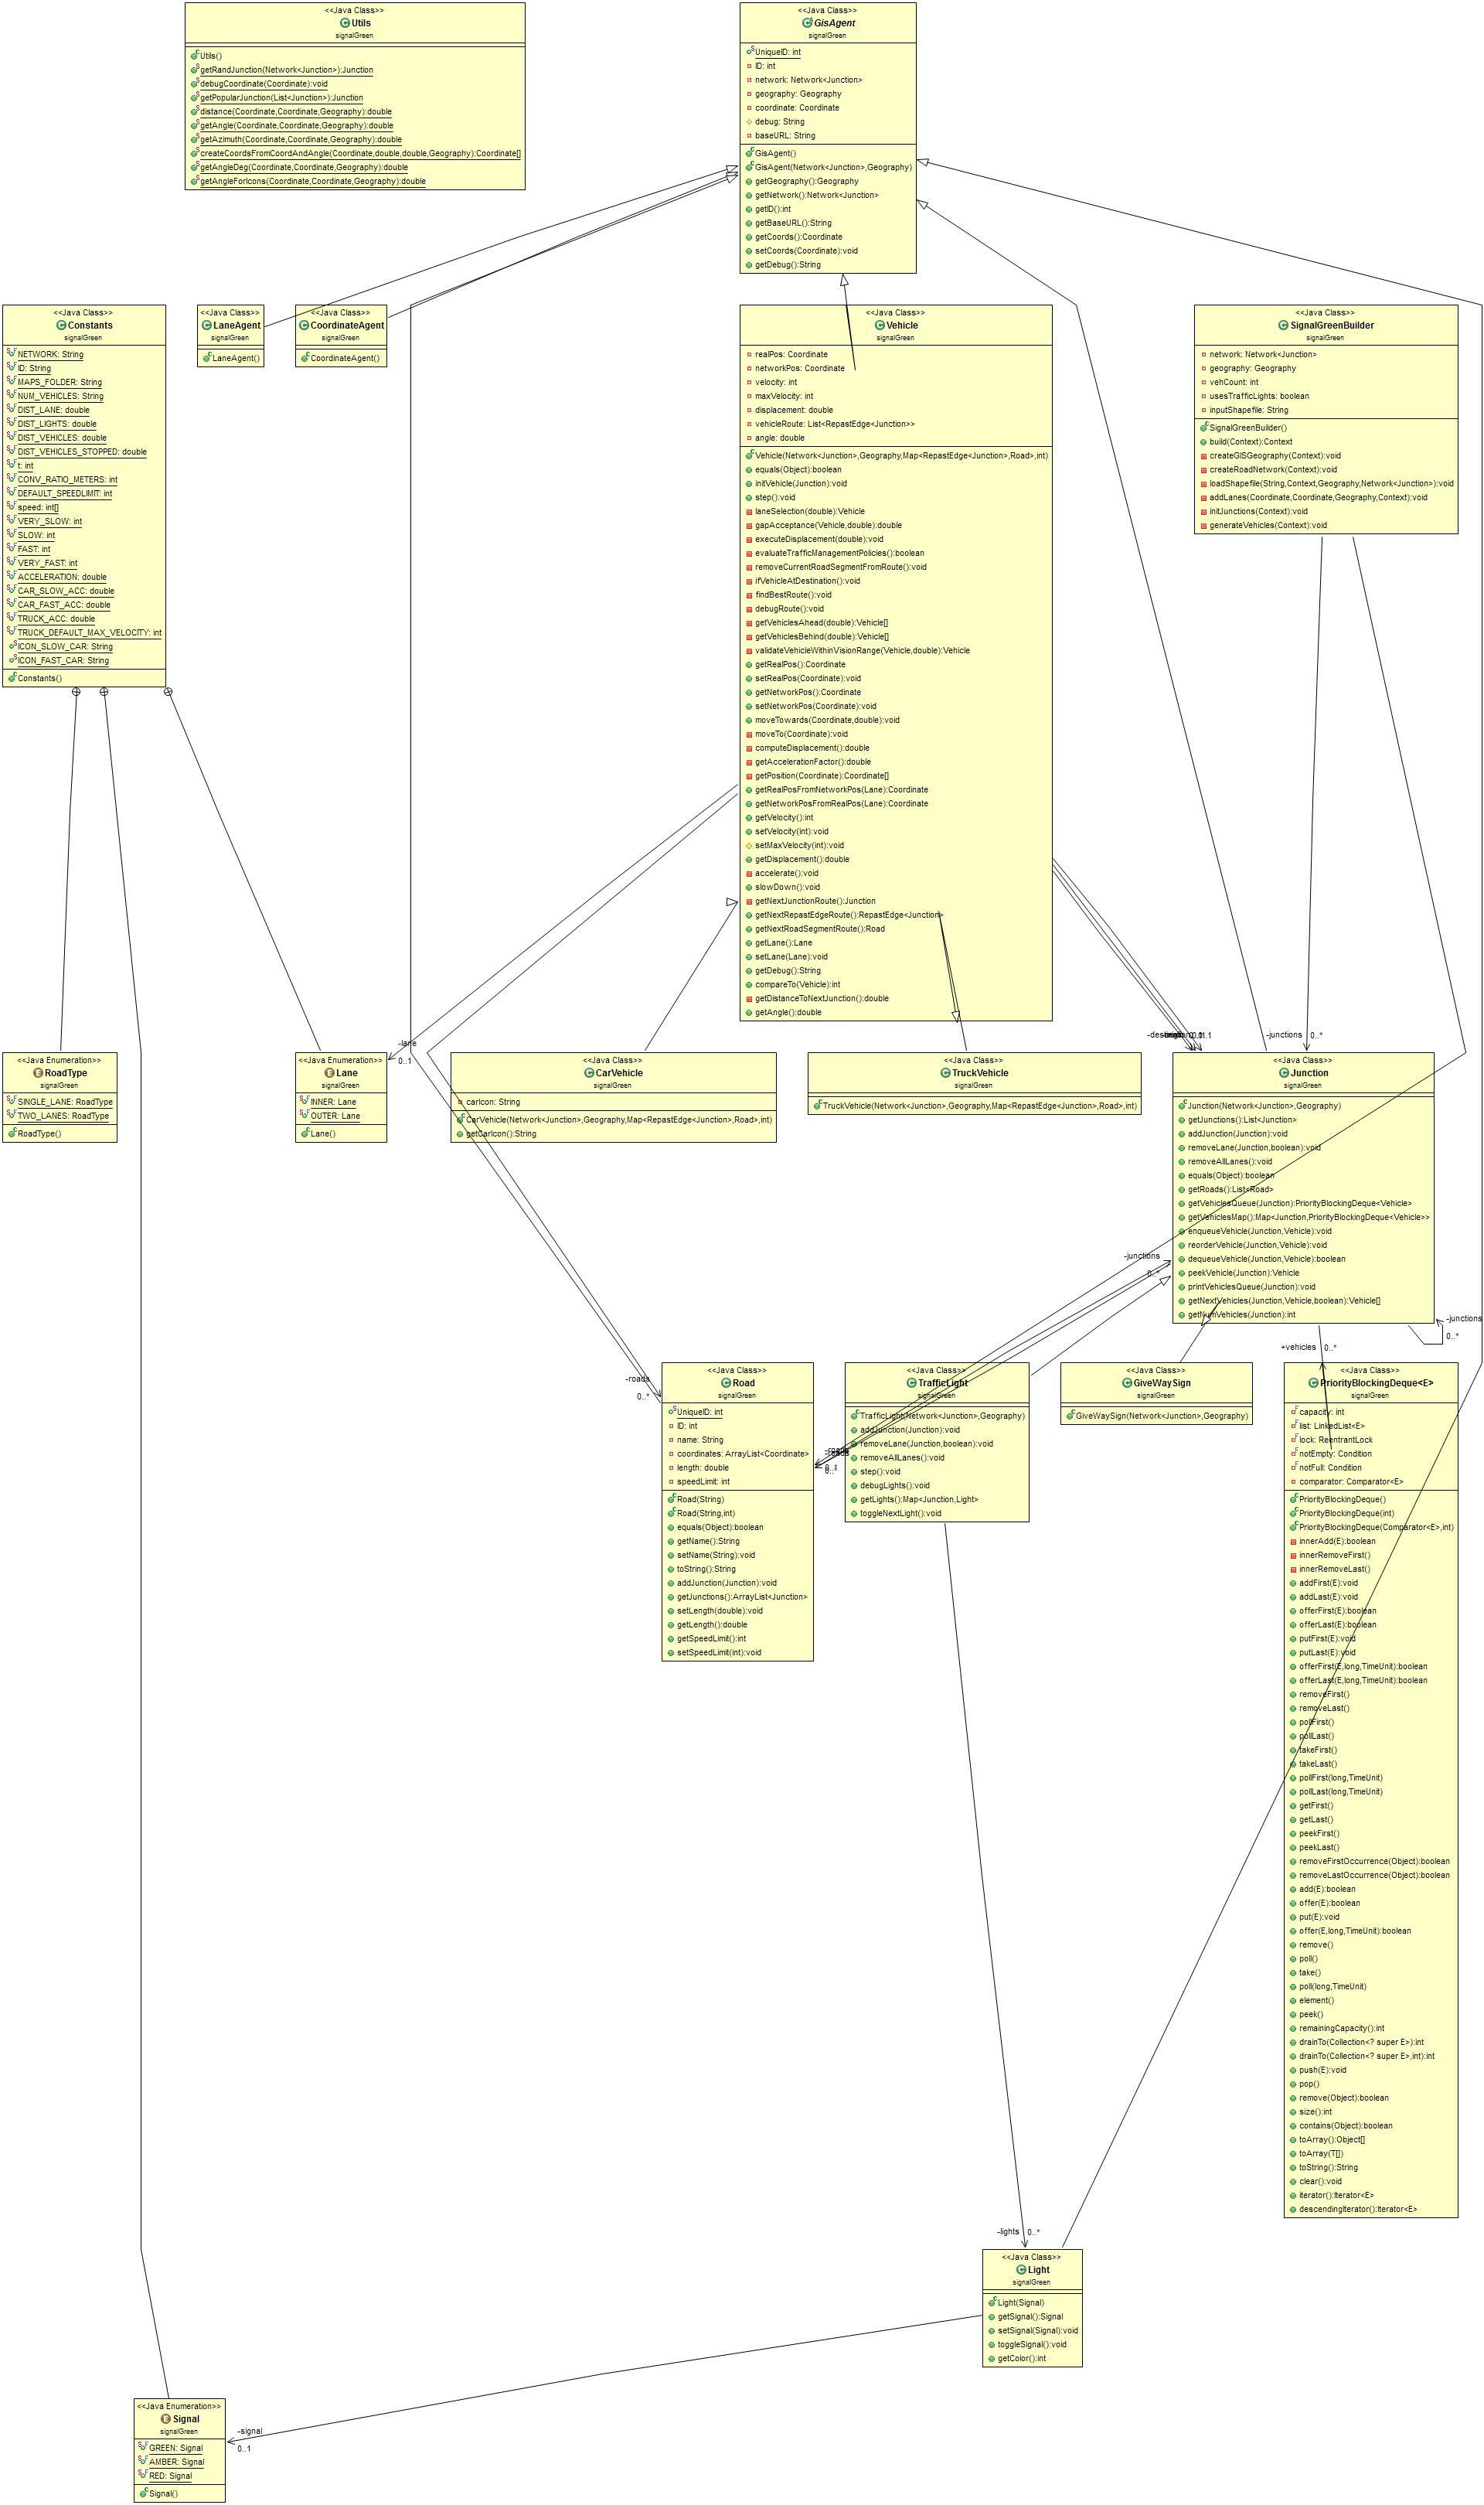 <<Java Class>>
Utils
signalGreen
Utils()
getRandJunction(Network<Junction>):Junction
debugCoordinate(Coordinate):void
getPopularJunction(List<Junction>):Junction
distance(Coordinate,Coordinate,Geography):double
getAngle(Coordinate,Coordinate,Geography):double
getAzimuth(Coordinate,Coordinate,Geography):double
createCoordsFromCoordAndAngle(Coordinate,double,double,Geography):Coordinate[]
getAngleDeg(Coordinate,Coordinate,Geography):double
getAngleForIcons(Coordinate,Coordinate,Geography):double
<<Java Class>>
GisAgent
signalGreen
UniqueID: int
ID: int
network: Network<Junction>
geography: Geography
coordinate: Coordinate
debug: String
baseURL: String
GisAgent()
GisAgent(Network<Junction>,Geography)
getGeography():Geography
getNetwork():Network<Junction>
getID():int
getBaseURL():String
getCoords():Coordinate
setCoords(Coordinate):void
getDebug():String
<<Java Class>>
Constants
signalGreen
NETWORK: String
ID: String
MAPS_FOLDER: String
NUM_VEHICLES: String
DIST_LANE: double
DIST_LIGHTS: double
DIST_VEHICLES: double
DIST_VEHICLES_STOPPED: double
t: int
CONV_RATIO_METERS: int
DEFAULT_SPEEDLIMIT: int
speed: int[]
VERY_SLOW: int
SLOW: int
FAST: int
VERY_FAST: int
ACCELERATION: double
CAR_SLOW_ACC: double
CAR_FAST_ACC: double
TRUCK_ACC: double
TRUCK_DEFAULT_MAX_VELOCITY: int
ICON_SLOW_CAR: String
ICON_FAST_CAR: String
Constants()
<<Java Class>>
LaneAgent
signalGreen
LaneAgent()
<<Java Class>>
CoordinateAgent
signalGreen
CoordinateAgent()
<<Java Class>>
Vehicle
signalGreen
realPos: Coordinate
networkPos: Coordinate
velocity: int
maxVelocity: int
displacement: double
vehicleRoute: List<RepastEdge<Junction>>
angle: double
Vehicle(Network<Junction>,Geography,Map<RepastEdge<Junction>,Road>,int)
equals(Object):boolean
initVehicle(Junction):void
step():void
laneSelection(double):Vehicle
gapAcceptance(Vehicle,double):double
executeDisplacement(double):void
evaluateTrafficManagementPolicies():boolean
removeCurrentRoadSegmentFromRoute():void
ifVehicleAtDestination():void
findBestRoute():void
debugRoute():void
getVehiclesAhead(double):Vehicle[]
getVehiclesBehind(double):Vehicle[]
validateVehicleWithinVisionRange(Vehicle,double):Vehicle
getRealPos():Coordinate
setRealPos(Coordinate):void
getNetworkPos():Coordinate
setNetworkPos(Coordinate):void
moveTowards(Coordinate,double):void
moveTo(Coordinate):void
computeDisplacement():double
getAccelerationFactor():double
getPosition(Coordinate):Coordinate[]
getRealPosFromNetworkPos(Lane):Coordinate
getNetworkPosFromRealPos(Lane):Coordinate
getVelocity():int
setVelocity(int):void
setMaxVelocity(int):void
getDisplacement():double
accelerate():void
slowDown():void
getNextJunctionRoute():Junction
getNextRepastEdgeRoute():RepastEdge<Junction>
getNextRoadSegmentRoute():Road
getLane():Lane
setLane(Lane):void
getDebug():String
compareTo(Vehicle):int
getDistanceToNextJunction():double
getAngle():double
<<Java Class>>
SignalGreenBuilder
signalGreen
network: Network<Junction>
geography: Geography
vehCount: int
usesTrafficLights: boolean
inputShapefile: String
SignalGreenBuilder()
build(Context):Context
createGISGeography(Context):void
createRoadNetwork(Context):void
loadShapefile(String,Context,Geography,Network<Junction>):void
addLanes(Coordinate,Coordinate,Geography,Context):void
initJunctions(Context):void
generateVehicles(Context):void
-lane
0..1
-junctions
0..*
<<Java Enumeration>>
RoadType
signalGreen
SINGLE_LANE: RoadType
TWO_LANES: RoadType
RoadType()
<<Java Enumeration>>
Lane
signalGreen
INNER: Lane
OUTER: Lane
Lane()
<<Java Class>>
CarVehicle
signalGreen
carIcon: String
CarVehicle(Network<Junction>,Geography,Map<RepastEdge<Junction>,Road>,int)
getCarIcon():String
<<Java Class>>
TruckVehicle
signalGreen
TruckVehicle(Network<Junction>,Geography,Map<RepastEdge<Junction>,Road>,int)
<<Java Class>>
Junction
signalGreen
Junction(Network<Junction>,Geography)
getJunctions():List<Junction>
addJunction(Junction):void
removeLane(Junction,boolean):void
removeAllLanes():void
equals(Object):boolean
getRoads():List<Road>
getVehiclesQueue(Junction):PriorityBlockingDeque<Vehicle>
getVehiclesMap():Map<Junction,PriorityBlockingDeque<Vehicle>>
enqueueVehicle(Junction,Vehicle):void
reorderVehicle(Junction,Vehicle):void
dequeueVehicle(Junction,Vehicle):boolean
peekVehicle(Junction):Vehicle
printVehiclesQueue(Junction):void
getNextVehicles(Junction,Vehicle,boolean):Vehicle[]
getNumVehicles(Junction):int
-junctions
0..*
-junctions
0..*
+vehicles
0..*
-roads
0..*
<<Java Class>>
Road
signalGreen
UniqueID: int
ID: int
name: String
coordinates: ArrayList<Coordinate>
length: double
speedLimit: int
Road(String)
Road(String,int)
equals(Object):boolean
getName():String
setName(String):void
toString():String
addJunction(Junction):void
getJunctions():ArrayList<Junction>
setLength(double):void
getLength():double
getSpeedLimit():int
setSpeedLimit(int):void
<<Java Class>>
TrafficLight
signalGreen
TrafficLight(Network<Junction>,Geography)
addJunction(Junction):void
removeLane(Junction,boolean):void
removeAllLanes():void
step():void
debugLights():void
getLights():Map<Junction,Light>
toggleNextLight():void
<<Java Class>>
GiveWaySign
signalGreen
GiveWaySign(Network<Junction>,Geography)
<<Java Class>>
PriorityBlockingDeque<E>
signalGreen
capacity: int
list: LinkedList<E>
lock: ReentrantLock
notEmpty: Condition
notFull: Condition
comparator: Comparator<E>
PriorityBlockingDeque()
PriorityBlockingDeque(int)
PriorityBlockingDeque(Comparator<E>,int)
innerAdd(E):boolean
innerRemoveFirst()
innerRemoveLast()
addFirst(E):void
addLast(E):void
offerFirst(E):boolean
offerLast(E):boolean
putFirst(E):void
putLast(E):void
offerFirst(E,long,TimeUnit):boolean
offerLast(E,long,TimeUnit):boolean
removeFirst()
removeLast()
pollFirst()
pollLast()
takeFirst()
takeLast()
pollFirst(long,TimeUnit)
pollLast(long,TimeUnit)
getFirst()
getLast()
peekFirst()
peekLast()
removeFirstOccurrence(Object):boolean
removeLastOccurrence(Object):boolean
add(E):boolean
offer(E):boolean
put(E):void
offer(E,long,TimeUnit):boolean
remove()
poll()
take()
poll(long,TimeUnit)
element()
peek()
remainingCapacity():int
drainTo(Collection<? super E>):int
drainTo(Collection<? super E>,int):int
push(E):void
pop()
remove(Object):boolean
size():int
contains(Object):boolean
toArray():Object[]
toArray(T[])
toString():String
clear():void
iterator():Iterator<E>
descendingIterator():Iterator<E>
-lights
0..*
<<Java Class>>
Light
signalGreen
Light(Signal)
getSignal():Signal
setSignal(Signal):void
toggleSignal():void
getColor():int
-signal
0..1
<<Java Enumeration>>
Signal
signalGreen
GREEN: Signal
AMBER: Signal
RED: Signal
Signal()